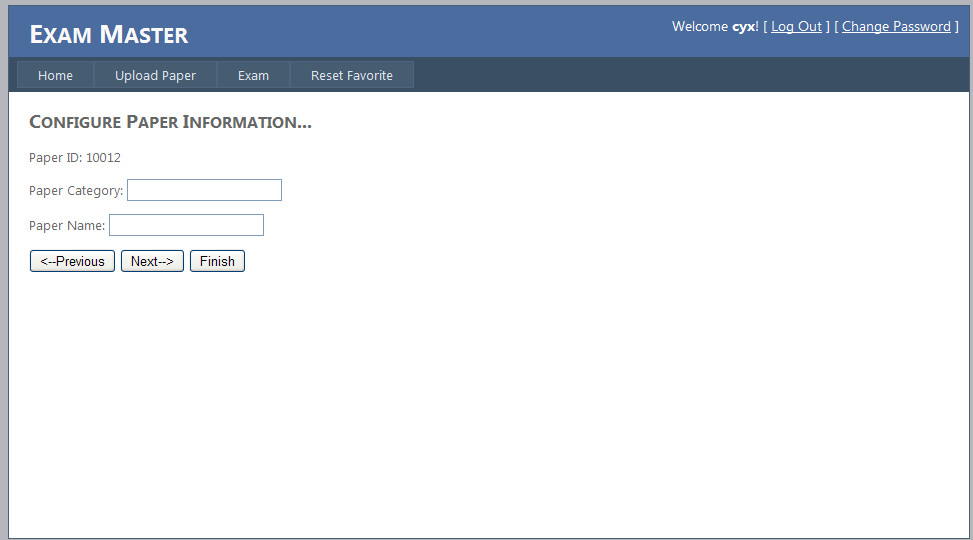 EXAM MASTER
Welcome cyx! [ Log Out ] [ Change Password ]
Home Upload Paper Exam Reset Favorite
CONFIGURE PAPER INFORMATION...
Paper ID: 10012
Paper Category:
Paper Name:
<--Previous Next--> Finish